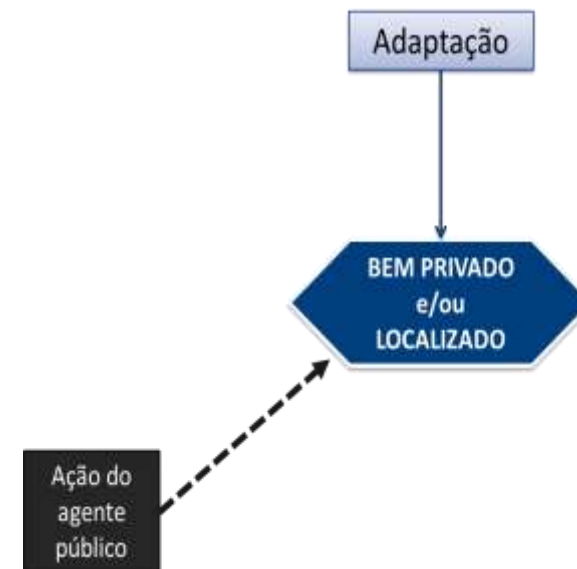 Adaptação
BEM PRIVADO
e/ou
LOCALIZADO
Ação do
agente
público